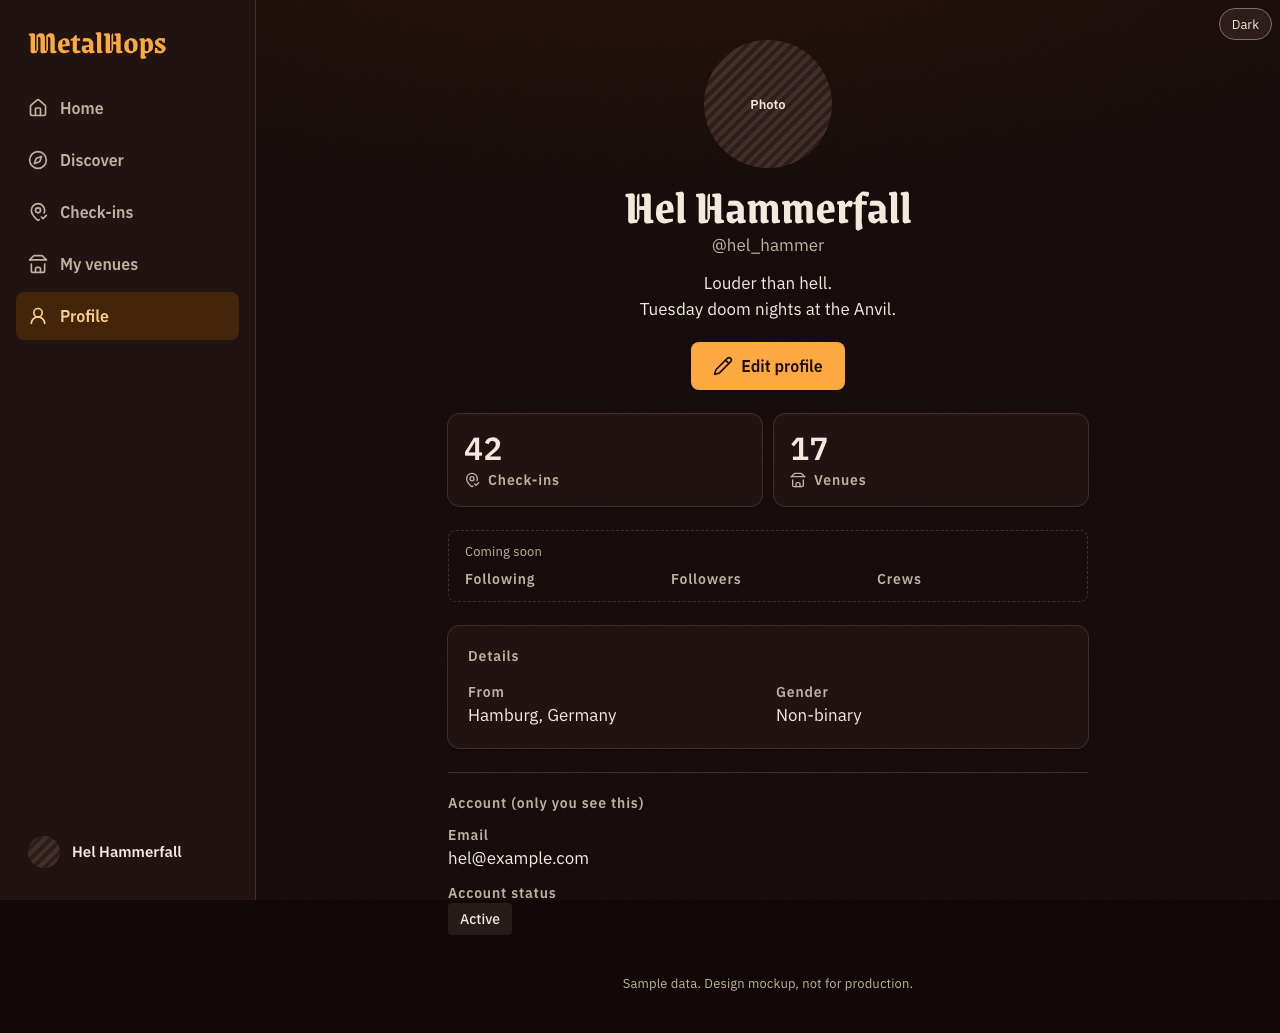 MetalHops
Home
Discover
Check-ins
My venues
Profile
Hel Hammerfall
Dark
Photo
Hel Hammerfall
@hel_hammer
Louder than hell.
Tuesday doom nights at the Anvil.
Edit profile
42
Check-ins
17
Venues
Coming soon
Following
Followers
Crews
Details
From
Hamburg, Germany
Gender
Non-binary
Account (only you see this)
Email
hel@example.com
Account status
Active
Sample data. Design mockup, not for production.